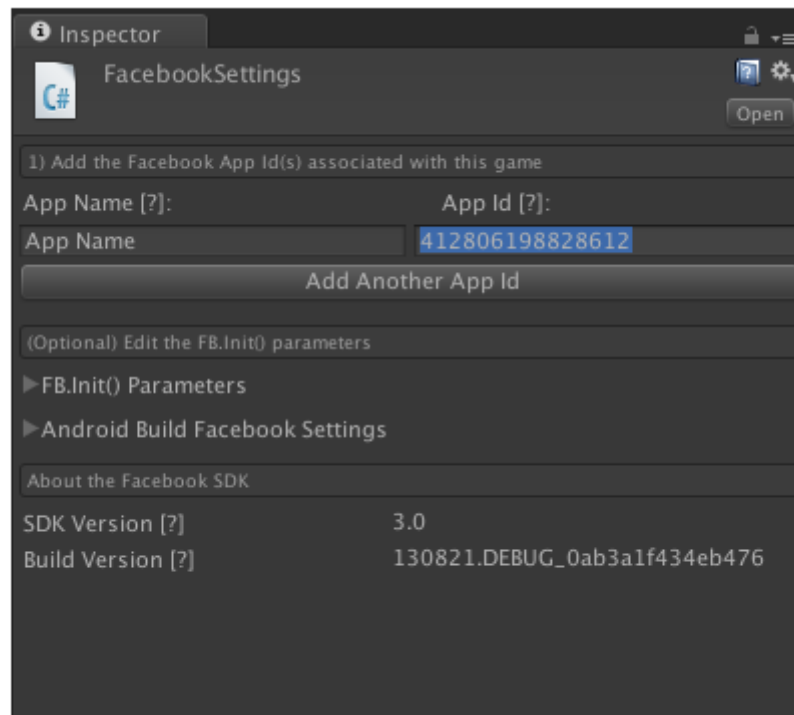 Inspector
FacebookSettings
C#
?
Open
1) Add the Facebook App Id(s) associated with this game
App Name [?]: App Id [?]:
App Name 412806198828612
Add Another App Id
(Optional) Edit the FB.Init() parameters
FB.Init() Parameters
Android Build Facebook Settings
About the Facebook SDK
SDK Version [?] 3.0
Build Version [?] 130821.DEBUG_0ab3a1f434eb476